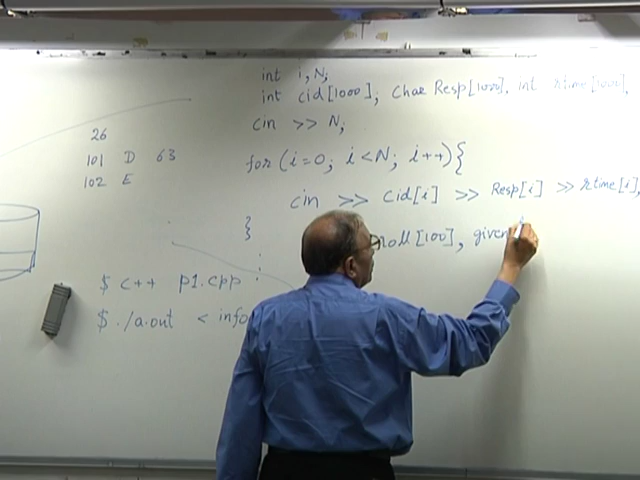 int i, N;
int cid[1000], Char Resp[1000], int rtime[1000],
cin >> N;
for (i=0; i<N; i++){
cin >> Cid[i] >> Resp[i] >> rtime[i],
}
roll [100], given
26
101 D 63
102 E
$ c++ p1.cpp
$ ./a.out < info